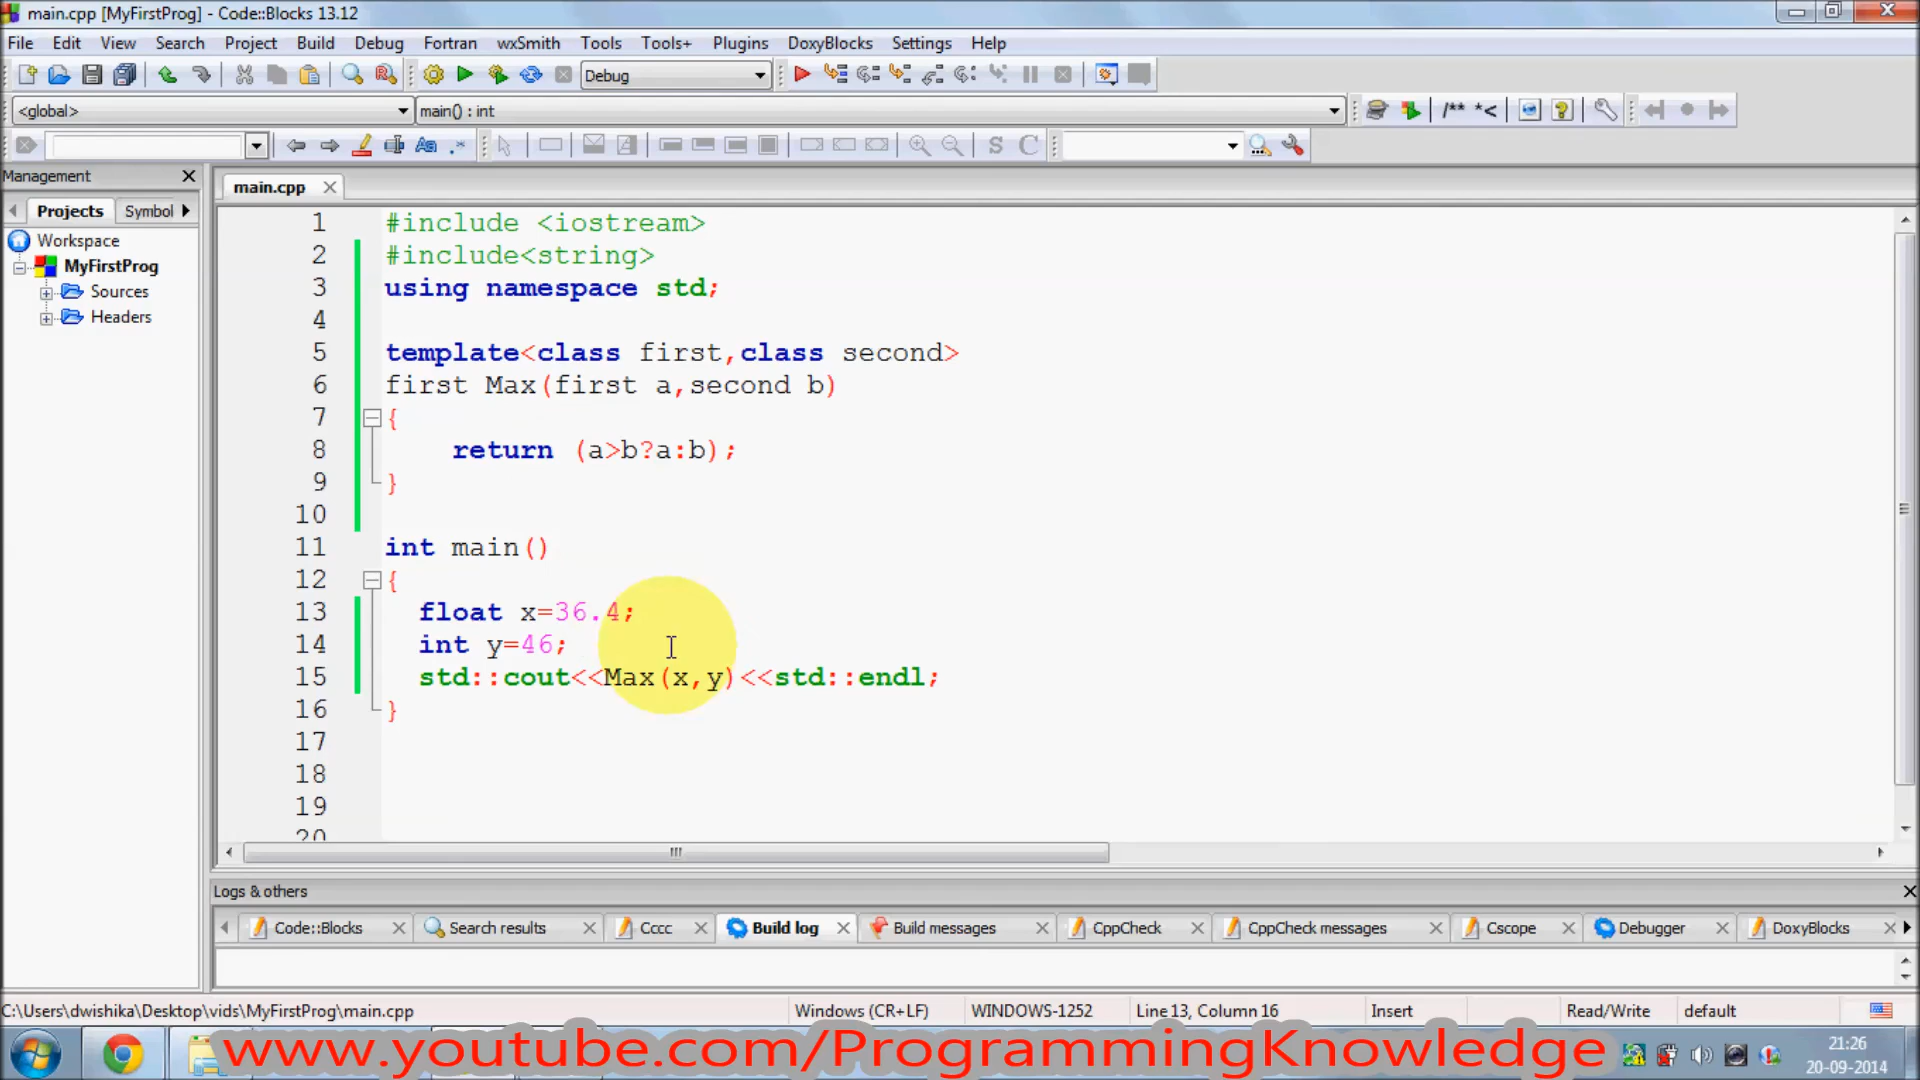 main.cpp [MyFirstProg] - Code::Blocks 13.12
File Edit View Search Project Build Debug Fortran wxSmith Tools Tools+ Plugins DoxyBlocks Settings Help
Debug
<global> main() : int /** *<
S C
Management
main.cpp
Projects Symbol
Workspace
MyFirstProg
Sources
Headers
1 #include <iostream>
2 #include<string>
3 using namespace std;
4
5 template<class first,class second>
6 first Max(first a,second b)
7 {
8 return (a>b?a:b);
9 }
10
11 int main()
12 {
13 float x=36.4;
14 int y=46;
15 std::cout<<Max(x,y)<<std::endl;
16 }
17
18
19
20
Logs & others
Code::Blocks Search results Cccc Build log Build messages CppCheck CppCheck messages Cscope Debugger DoxyBlocks
C:\Users\dwishika\Desktop\vids\MyFirstProg\main.cpp Windows (CR+LF) WINDOWS-1252 Line 13, Column 16 Insert Read/Write default
www.youtube.com/ProgrammingKnowledge
21:26
20-09-2014